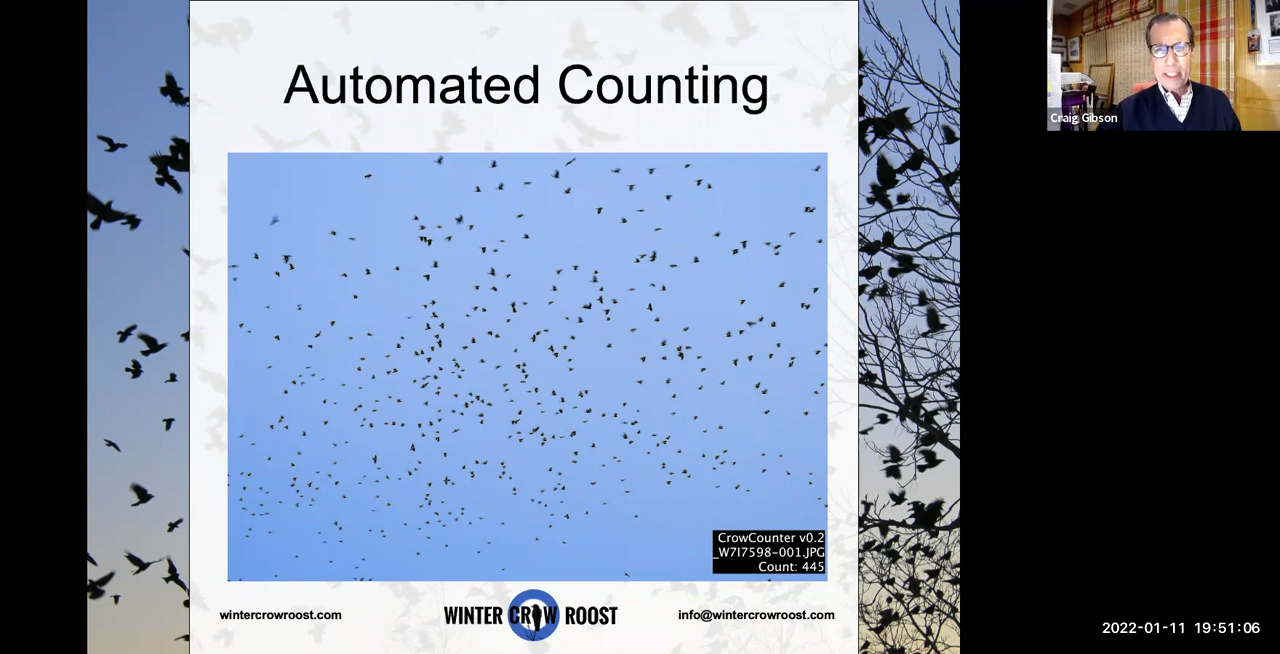 Automated Counting
CrowCounter v0.2
_W7I7598-001.JPG
Count: 445
wintercrowroost.com
WINTER CROW ROOST
info@wintercrowroost.com
Craig Gibson
2022-01-11 19:51:06